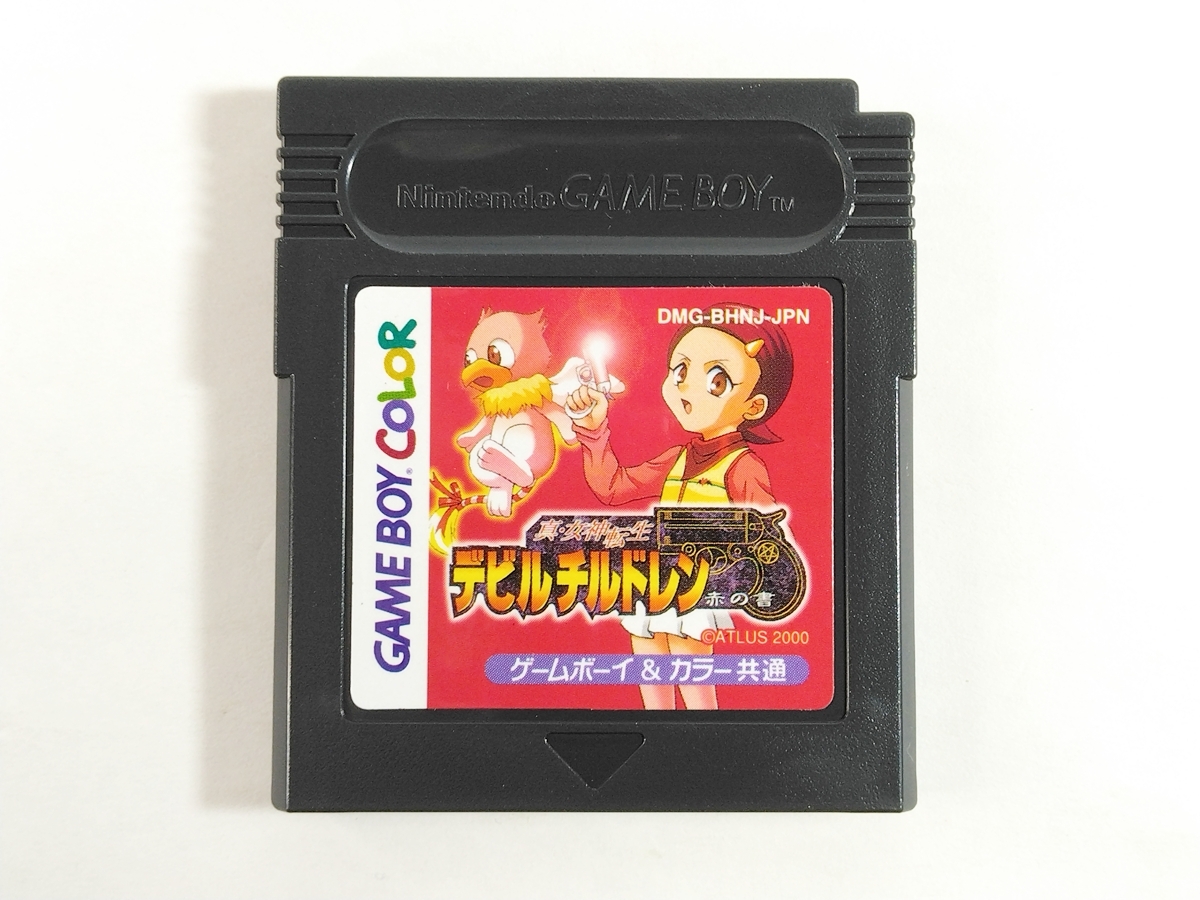 Nintendo GAME BOY TM
GAME BOY COLOR
DMG-BHNJ-JPN
真・女神転生
デビルチルドレン
赤の書
©ATLUS 2000
ゲームボーイ & カラー共通